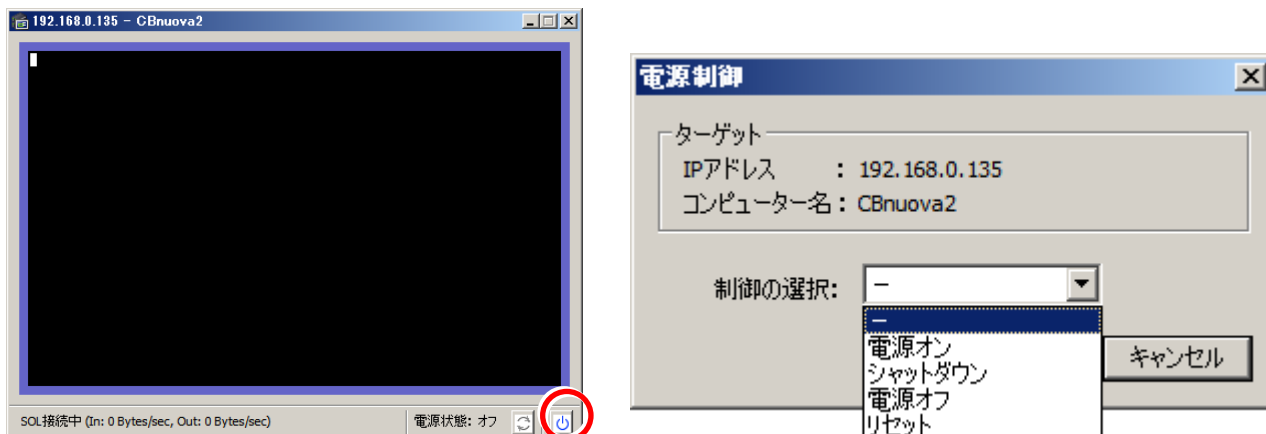 192.168.0.135 - CBnuova2
SOL接続中 (In: 0 Bytes/sec, Out: 0 Bytes/sec)
電源状態: オフ
電源制御
ターゲット
IPアドレス : 192.168.0.135
コンピューター名 : CBnuova2
制御の選択: –
–
電源オン
シャットダウン
電源オフ
リセット
キャンセル